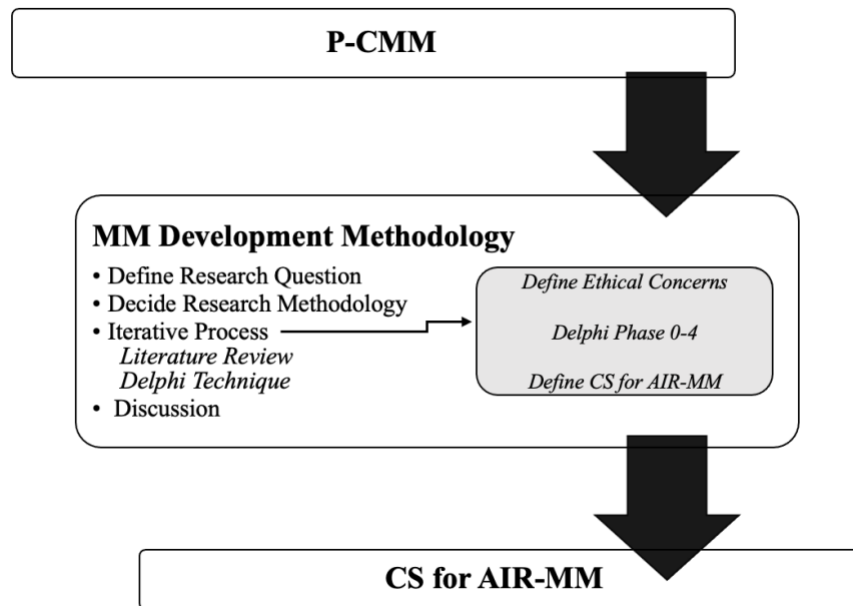 P-CMM
MM Development Methodology
• Define Research Question
• Decide Research Methodology
• Iterative Process
Literature Review
Delphi Technique
• Discussion
Define Ethical Concerns
Delphi Phase 0-4
Define CS for AIR-MM
CS for AIR-MM